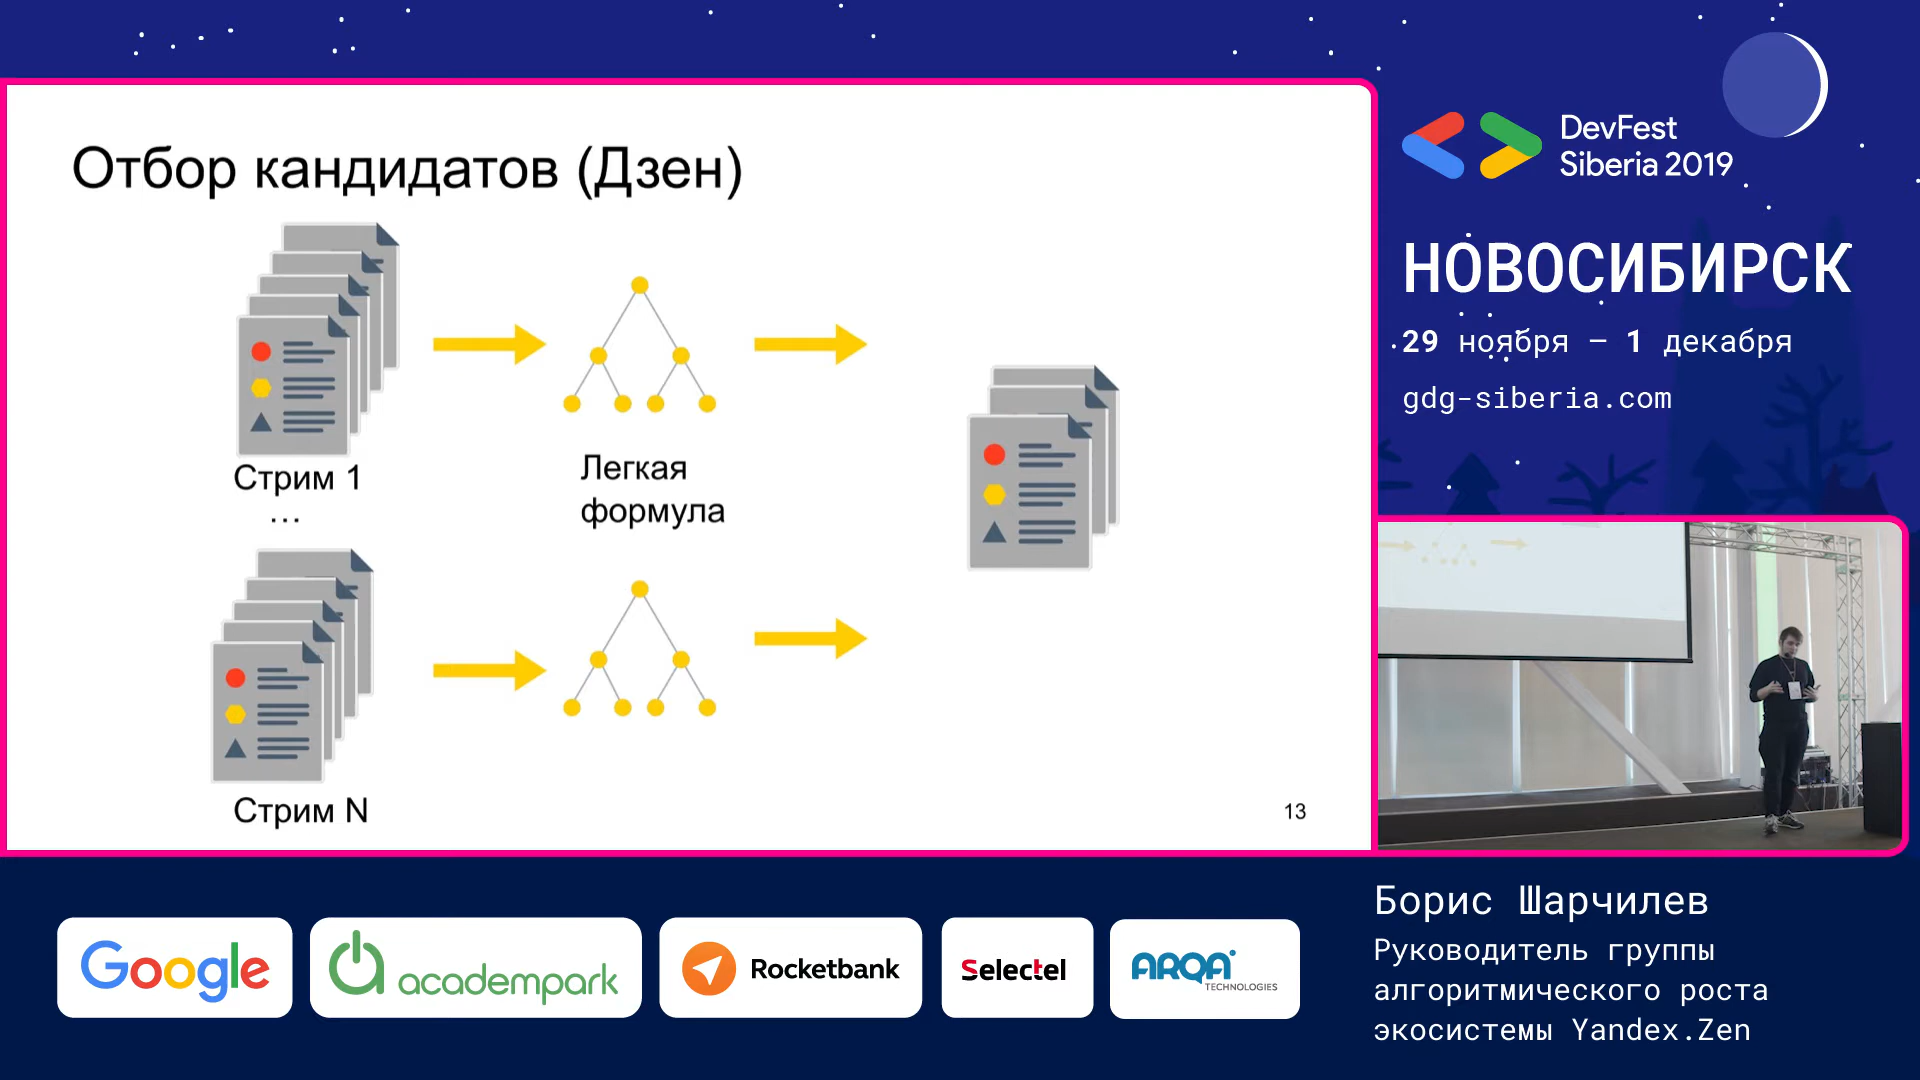 Отбор кандидатов (Дзен)
Стрим 1
...
Легкая
формула
Стрим N
13
DevFest
Siberia 2019
НОВОСИБИРСК
29 ноября – 1 декабря
gdg-siberia.com
Google
academpark
Rocketbank
Selectel
ARQA
TECHNOLOGIES
Борис Шарчилев
Руководитель группы
алгоритмического роста
экосистемы Yandex.Zen